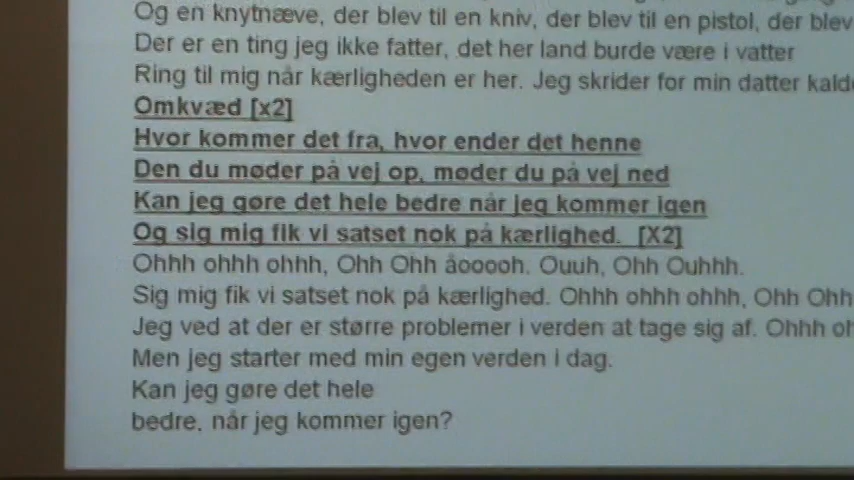 Og en knytnæve, der blev til en kniv, der blev til en pistol, der blev
Der er en ting jeg ikke fatter, det her land burde være i vatter
Ring til mig når kærligheden er her. Jeg skrider for min datter
Omkvæd [x2]
Hvor kommer det fra, hvor ender det henne
Den du møder på vej op, møder du på vej ned
Kan jeg gøre det hele bedre når jeg kommer igen
Og sig mig fik vi satset nok på kærlighed. [X2]
Ohhh ohhh ohhh, Ohh Ohh åooooh. Ouuh, Ohh Ouhhh.
Sig mig fik vi satset nok på kærlighed. Ohhh ohhh ohhh, Ohh Ohh
Jeg ved at der er større problemer i verden at tage sig af. Ohhh
Men jeg starter med min egen verden i dag.
Kan jeg gøre det hele
bedre, når jeg kommer igen?